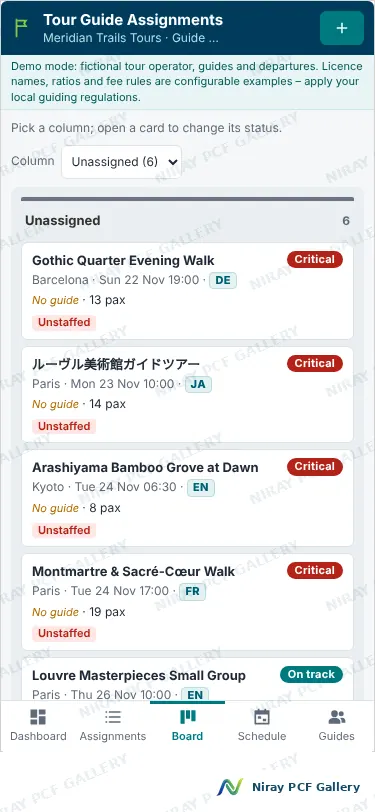 Tour Guide Assignments
Meridian Trails Tours · Guide ...
+
Demo mode: fictional tour operator, guides and departures. Licence
names, ratios and fee rules are configurable examples – apply your
local guiding regulations.
Pick a column; open a card to change its status.
Column
Unassigned (6)
Unassigned
6
Gothic Quarter Evening Walk
Critical
Barcelona · Sun 22 Nov 19:00 · DE
No guide · 13 pax
Unstaffed
ルーヴル美術館ガイドツアー
Critical
Paris · Mon 23 Nov 10:00 · JA
No guide · 14 pax
Unstaffed
Arashiyama Bamboo Grove at Dawn
Critical
Kyoto · Tue 24 Nov 06:30 · EN
No guide · 8 pax
Unstaffed
Montmartre & Sacré-Cœur Walk
Critical
Paris · Tue 24 Nov 17:00 · FR
No guide · 19 pax
Unstaffed
Louvre Masterpieces Small Group
On track
Paris · Thu 26 Nov 10:00 · EN
Dashboard
Assignments
Board
Schedule
Guides
Niray PCF Gallery
NIRAY PCF GALLERY